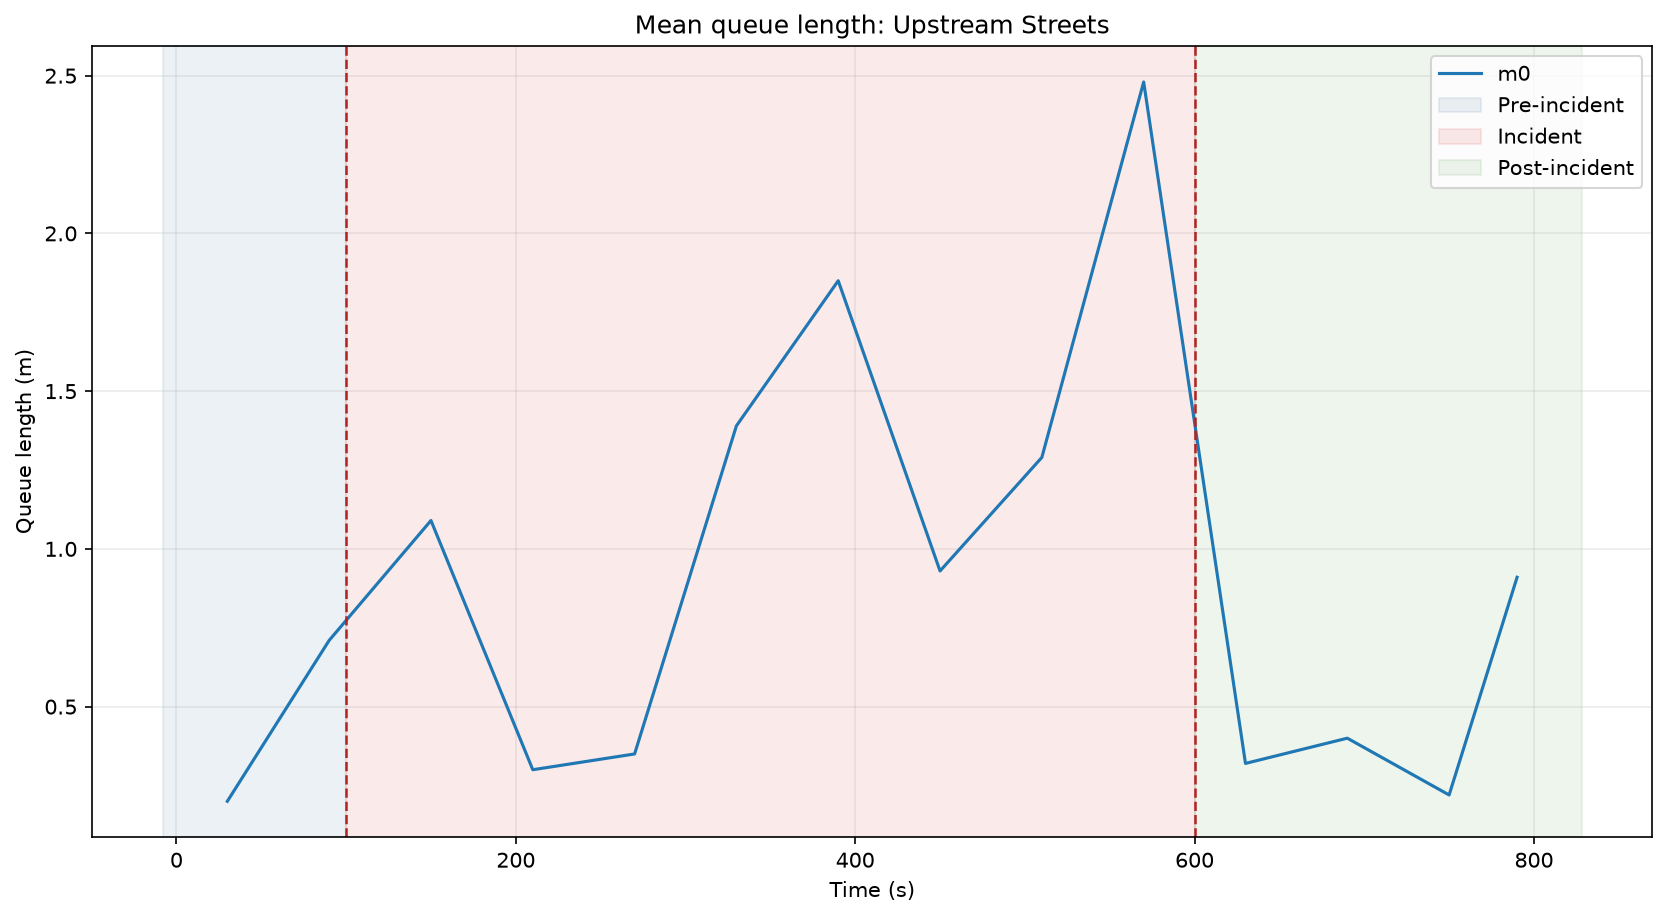 Mean queue length: Upstream Streets
m0
Pre-incident
Incident
Post-incident
2.5
2.0
1.5
1.0
0.5
Queue length (m)
0 200 400 600 800
Time (s)